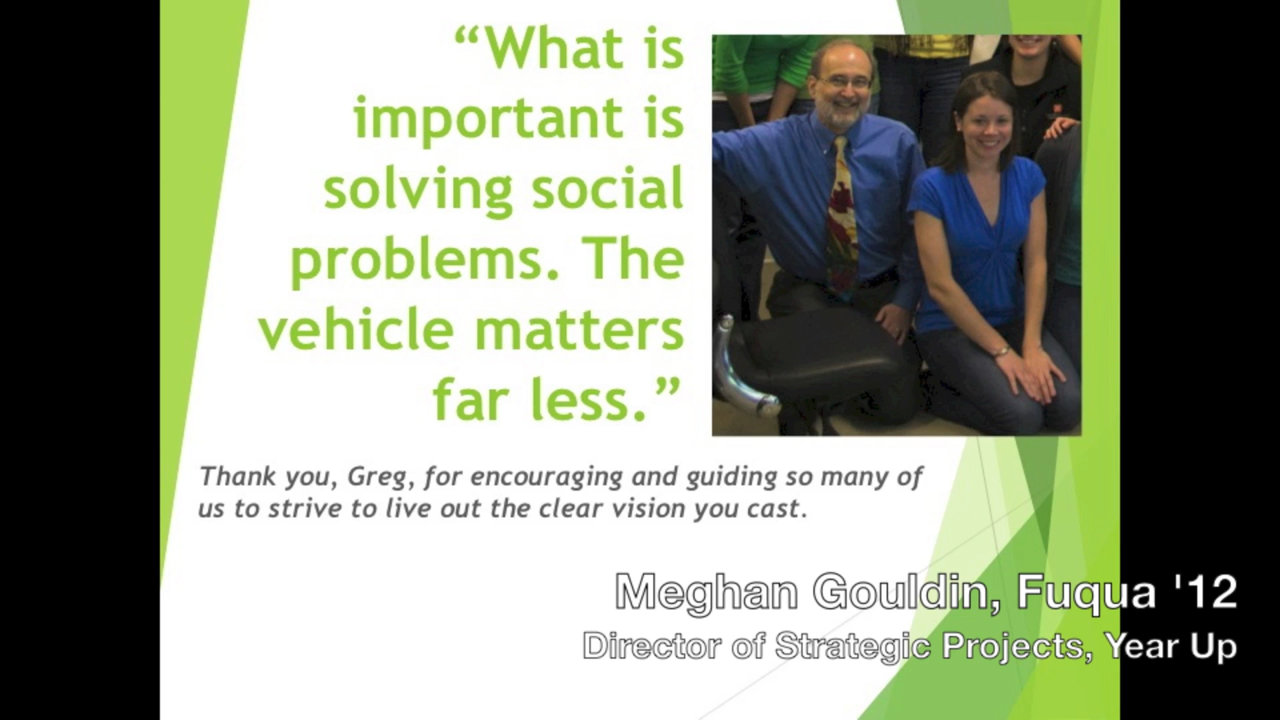 “What is
important is
solving social
problems. The
vehicle matters
far less.”
Thank you, Greg, for encouraging and guiding so many of
us to strive to live out the clear vision you cast.
Meghan Gouldin, Fuqua '12
Director of Strategic Projects, Year Up